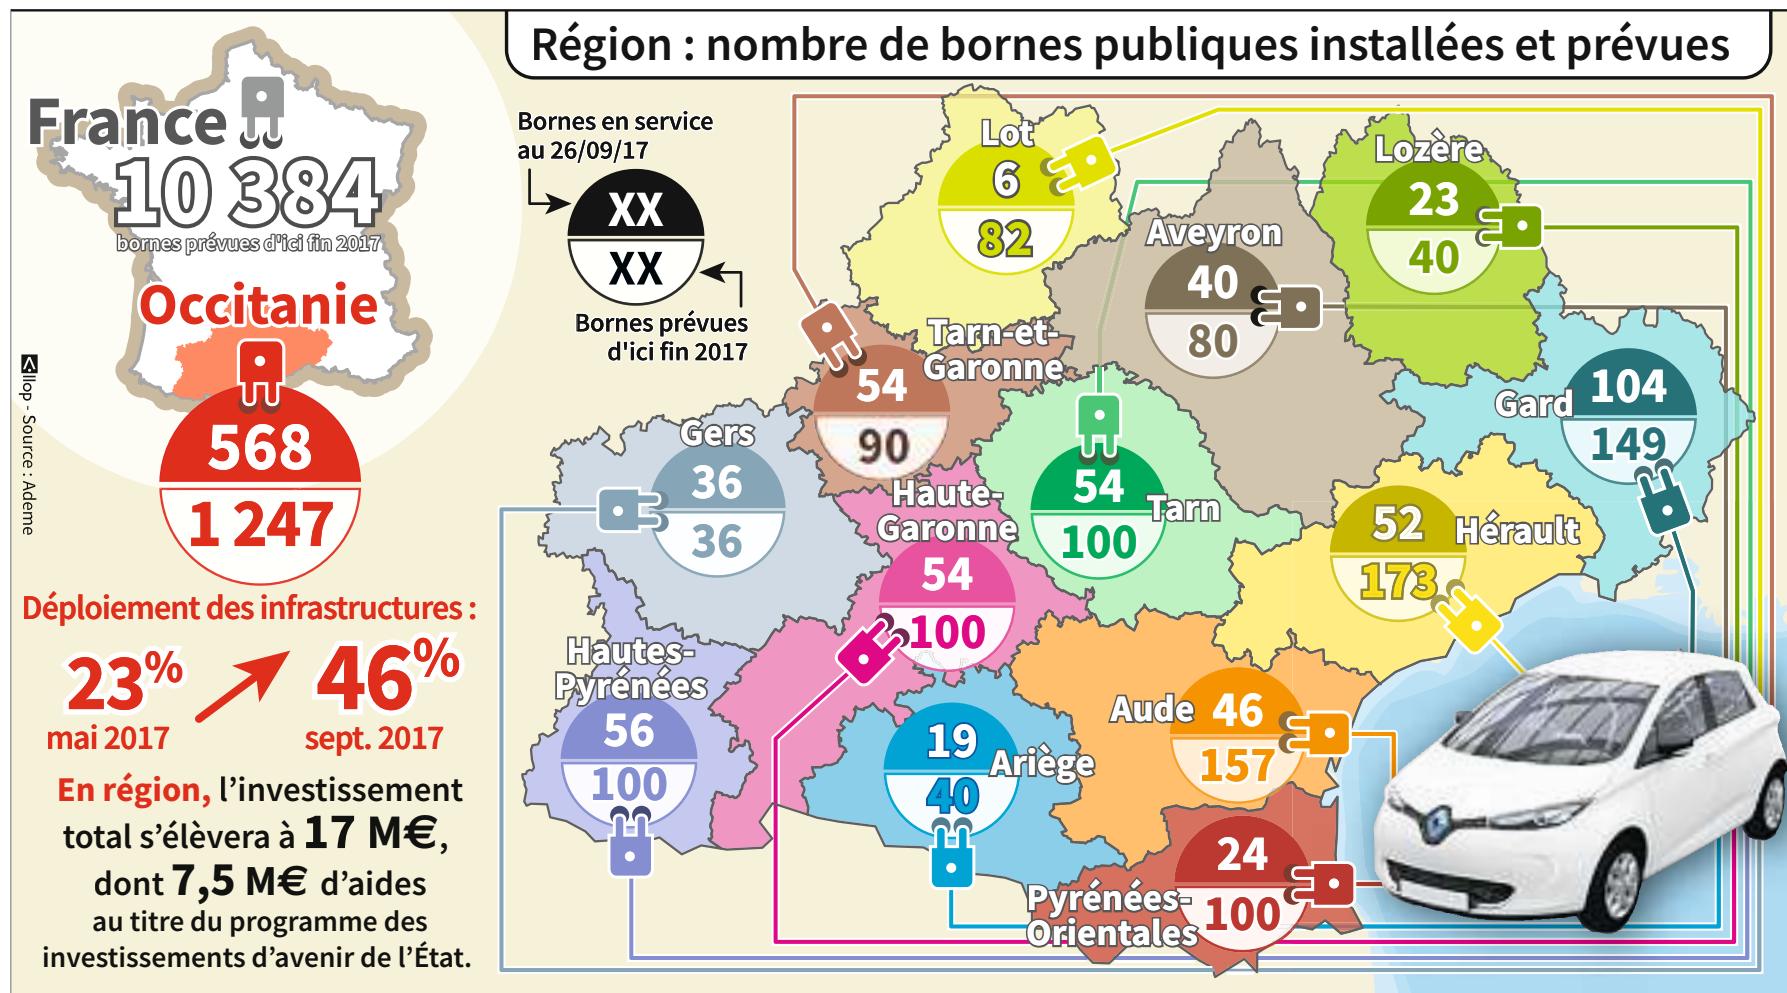 Région : nombre de bornes publiques installées et prévues
France
10 384
bornes prévues d'ici fin 2017
Occitanie
568
1 247
Déploiement des infrastructures :
23%
mai 2017
46%
sept. 2017
En région, l'investissement
total s'élèvera à 17 M€,
dont 7,5 M€ d'aides
au titre du programme des
investissements d'avenir de l'État.
Bornes en service
au 26/09/17
XX
XX
Bornes prévues
d'ici fin 2017
Lot
6
82
Lozère
23
40
Aveyron
40
80
Tarn-et-
Garonne
54
90
Gard
104
149
Gers
36
36
Haute-
Garonne
54
100
Tarn
54
100
Hérault
52
173
Hautes-
Pyrénées
56
100
Ariège
19
40
Aude
46
157
Pyrénées-
Orientales
24
100
llop - Source : Ademe